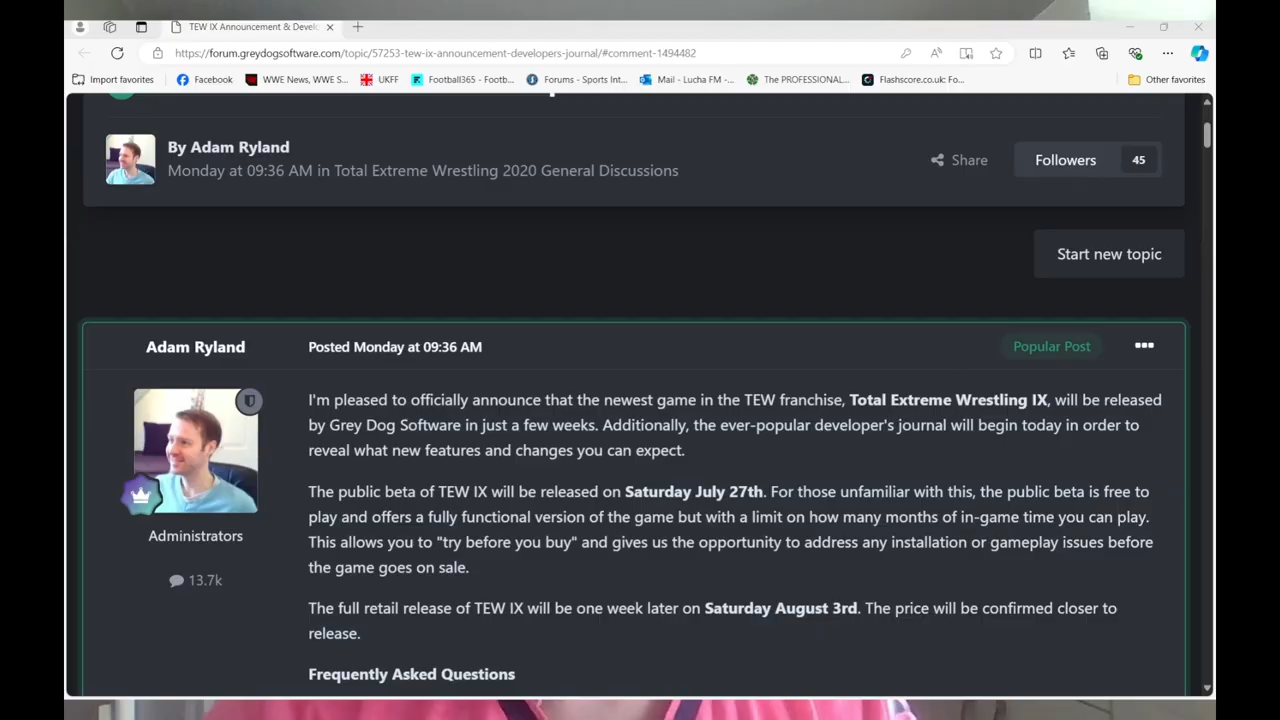 TEW IX Announcement & Devel
https://forum.greydogsoftware.com/topic/57253-tew-ix-announcement-developers-journal/#comment-1494482
Import favorites Facebook WWE News, WWE S... UKFF Football365 - Footb... Forums - Sports Int... Mail - Lucha FM -... The PROFESSIONAL... Flashscore.co.uk: Fo... Other favorites
By Adam Ryland
Monday at 09:36 AM in Total Extreme Wrestling 2020 General Discussions
Share Followers 45
Start new topic
Adam Ryland
Posted Monday at 09:36 AM
Popular Post
Administrators
13.7k
I'm pleased to officially announce that the newest game in the TEW franchise, Total Extreme Wrestling IX, will be released
by Grey Dog Software in just a few weeks. Additionally, the ever-popular developer's journal will begin today in order to
reveal what new features and changes you can expect.
The public beta of TEW IX will be released on Saturday July 27th. For those unfamiliar with this, the public beta is free to
play and offers a fully functional version of the game but with a limit on how many months of in-game time you can play.
This allows you to "try before you buy" and gives us the opportunity to address any installation or gameplay issues before
the game goes on sale.
The full retail release of TEW IX will be one week later on Saturday August 3rd. The price will be confirmed closer to
release.
Frequently Asked Questions